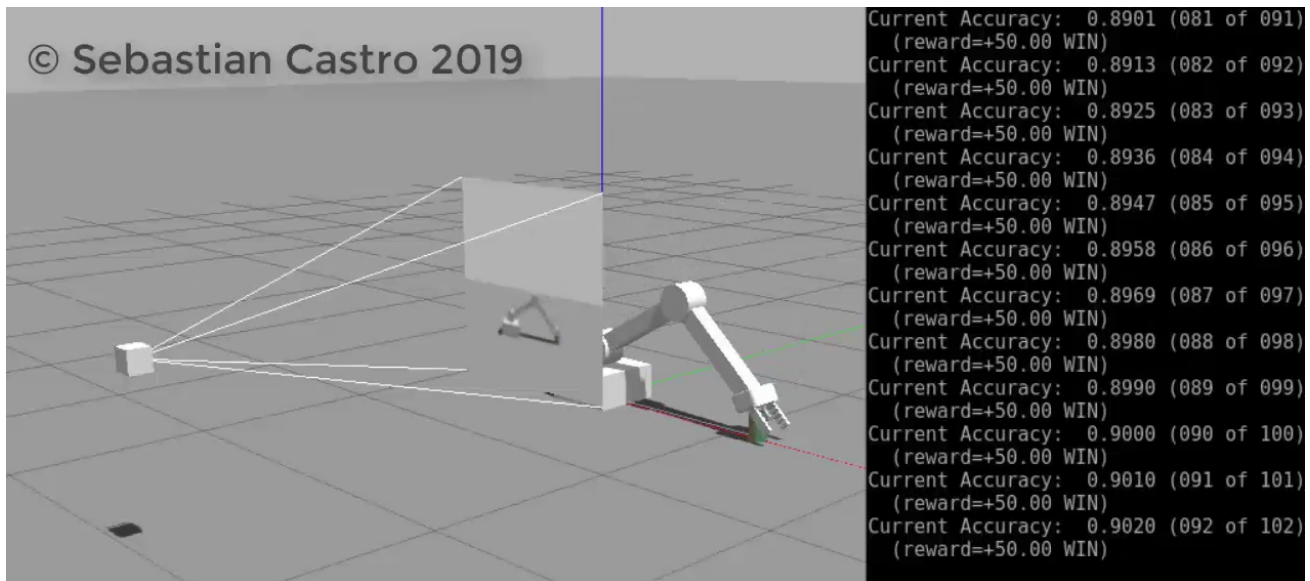 © Sebastian Castro 2019
Current Accuracy:  0.8901 (081 of 091)
(reward=+50.00 WIN)
Current Accuracy:  0.8913 (082 of 092)
(reward=+50.00 WIN)
Current Accuracy:  0.8925 (083 of 093)
(reward=+50.00 WIN)
Current Accuracy:  0.8936 (084 of 094)
(reward=+50.00 WIN)
Current Accuracy:  0.8947 (085 of 095)
(reward=+50.00 WIN)
Current Accuracy:  0.8958 (086 of 096)
(reward=+50.00 WIN)
Current Accuracy:  0.8969 (087 of 097)
(reward=+50.00 WIN)
Current Accuracy:  0.8980 (088 of 098)
(reward=+50.00 WIN)
Current Accuracy:  0.8990 (089 of 099)
(reward=+50.00 WIN)
Current Accuracy:  0.9000 (090 of 100)
(reward=+50.00 WIN)
Current Accuracy:  0.9010 (091 of 101)
(reward=+50.00 WIN)
Current Accuracy:  0.9020 (092 of 102)
(reward=+50.00 WIN)